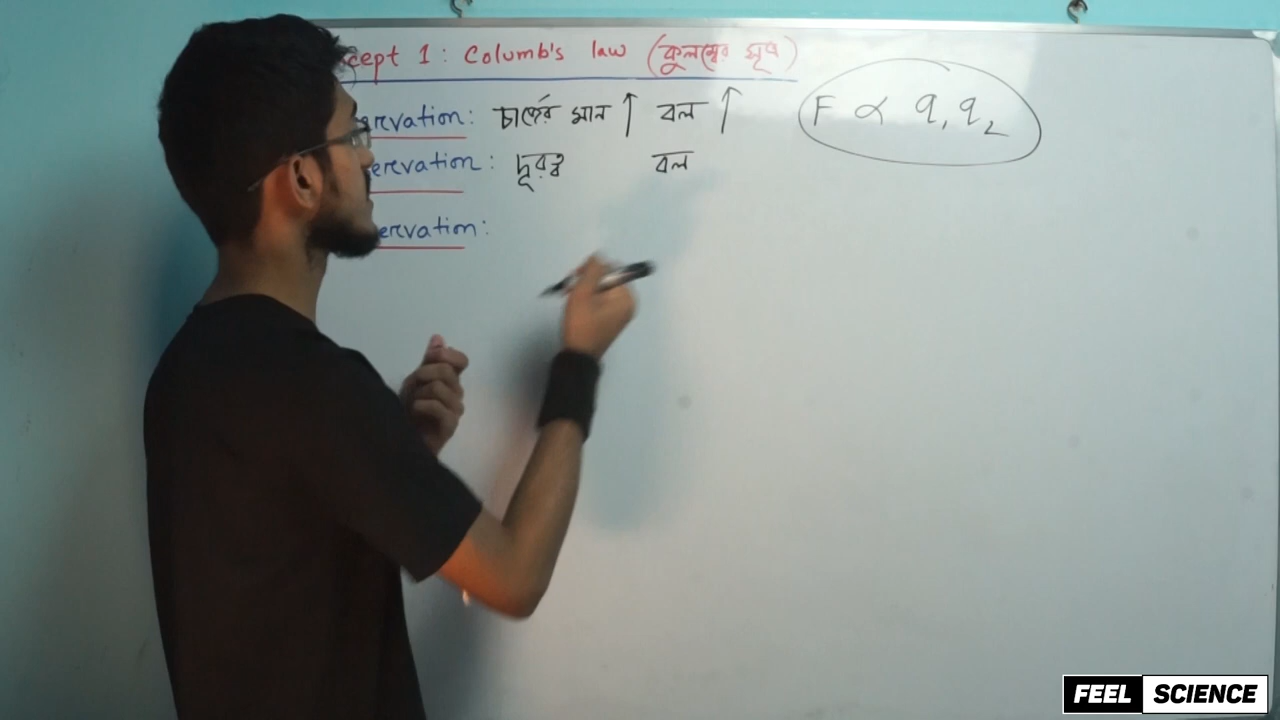 cept 1: Columb's law (কুলম্বের সূত্র)
ervation: চার্জের মান ↑ বল ↑ F ∝ q₁q₂
ervation: দূরত্ব বল
ervation:
FEEL SCIENCE